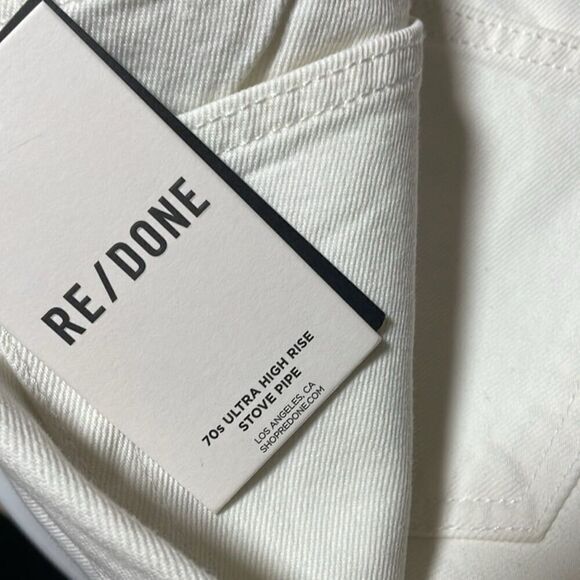 RE/DONE
70s ULTRA HIGH RISE
STOVE PIPE
LOS ANGELES, CA
SHOPREDONE.COM